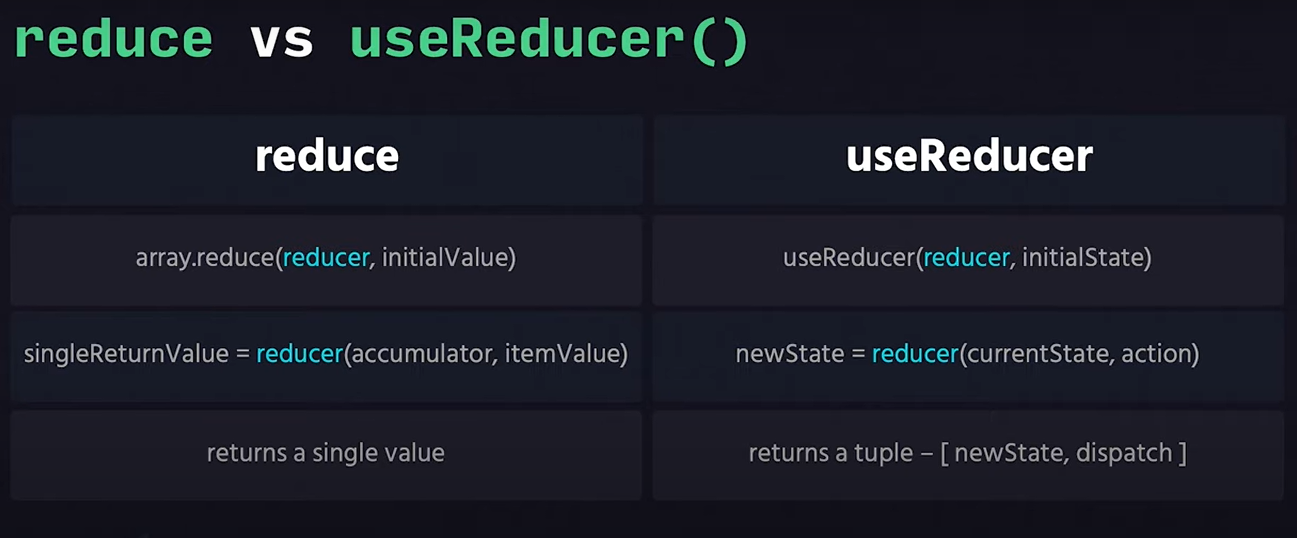 reduce vs useReducer()
reduce
useReducer
array.reduce(reducer, initialValue)
useReducer(reducer, initialState)
singleReturnValue = reducer(accumulator, itemValue)
newState = reducer(currentState, action)
returns a single value
returns a tuple – [ newState, dispatch ]